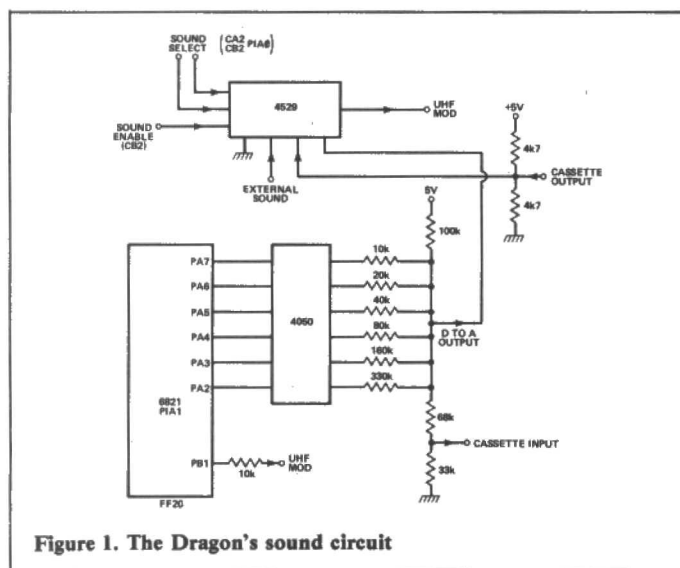 SOUND SELECT (CA2 CB2 PIA0)
4529
UHF MOD
SOUND ENABLE (CB2)
EXTERNAL SOUND
+5V
4k7
CASSETTE OUTPUT
4k7
5V
100k
PA7
10k
PA6
20k
PA5
40k
4050
PA4
80k
D TO A OUTPUT
PA3
160k
PA2
330k
6821 PIA1
68k
CASSETTE INPUT
PB1
10k
UHF MOD
33k
FF20
Figure 1. The Dragon's sound circuit